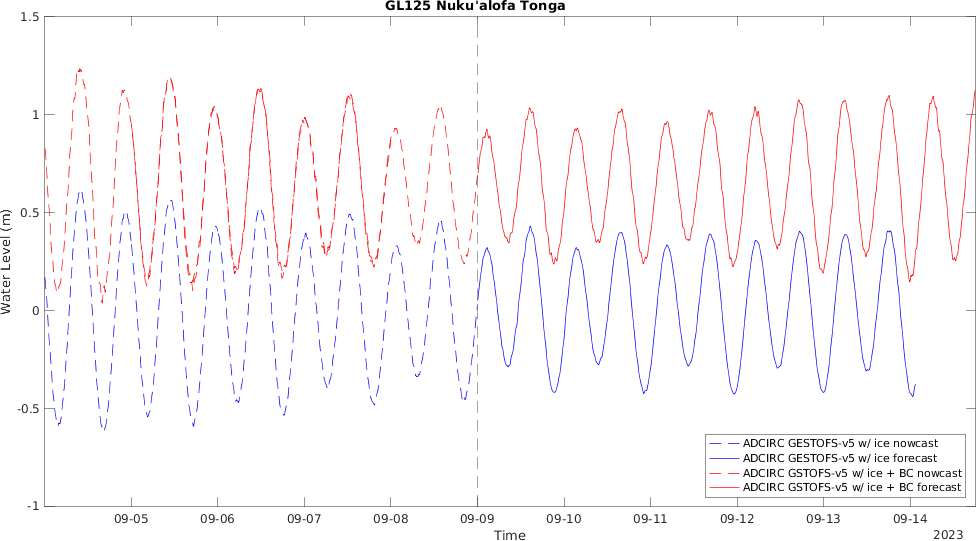 GL125 Nuku'alofa Tonga
1.5
1
0.5
0
-0.5
-1
Water Level (m)
ADCIRC GESTOFS-v5 w/ ice nowcast
ADCIRC GESTOFS-v5 w/ ice forecast
ADCIRC GSTOFS-v5 w/ ice + BC nowcast
ADCIRC GSTOFS-v5 w/ ice + BC forecast
09-05 09-06 09-07 09-08 09-09 09-10 09-11 09-12 09-13 09-14
Time
2023